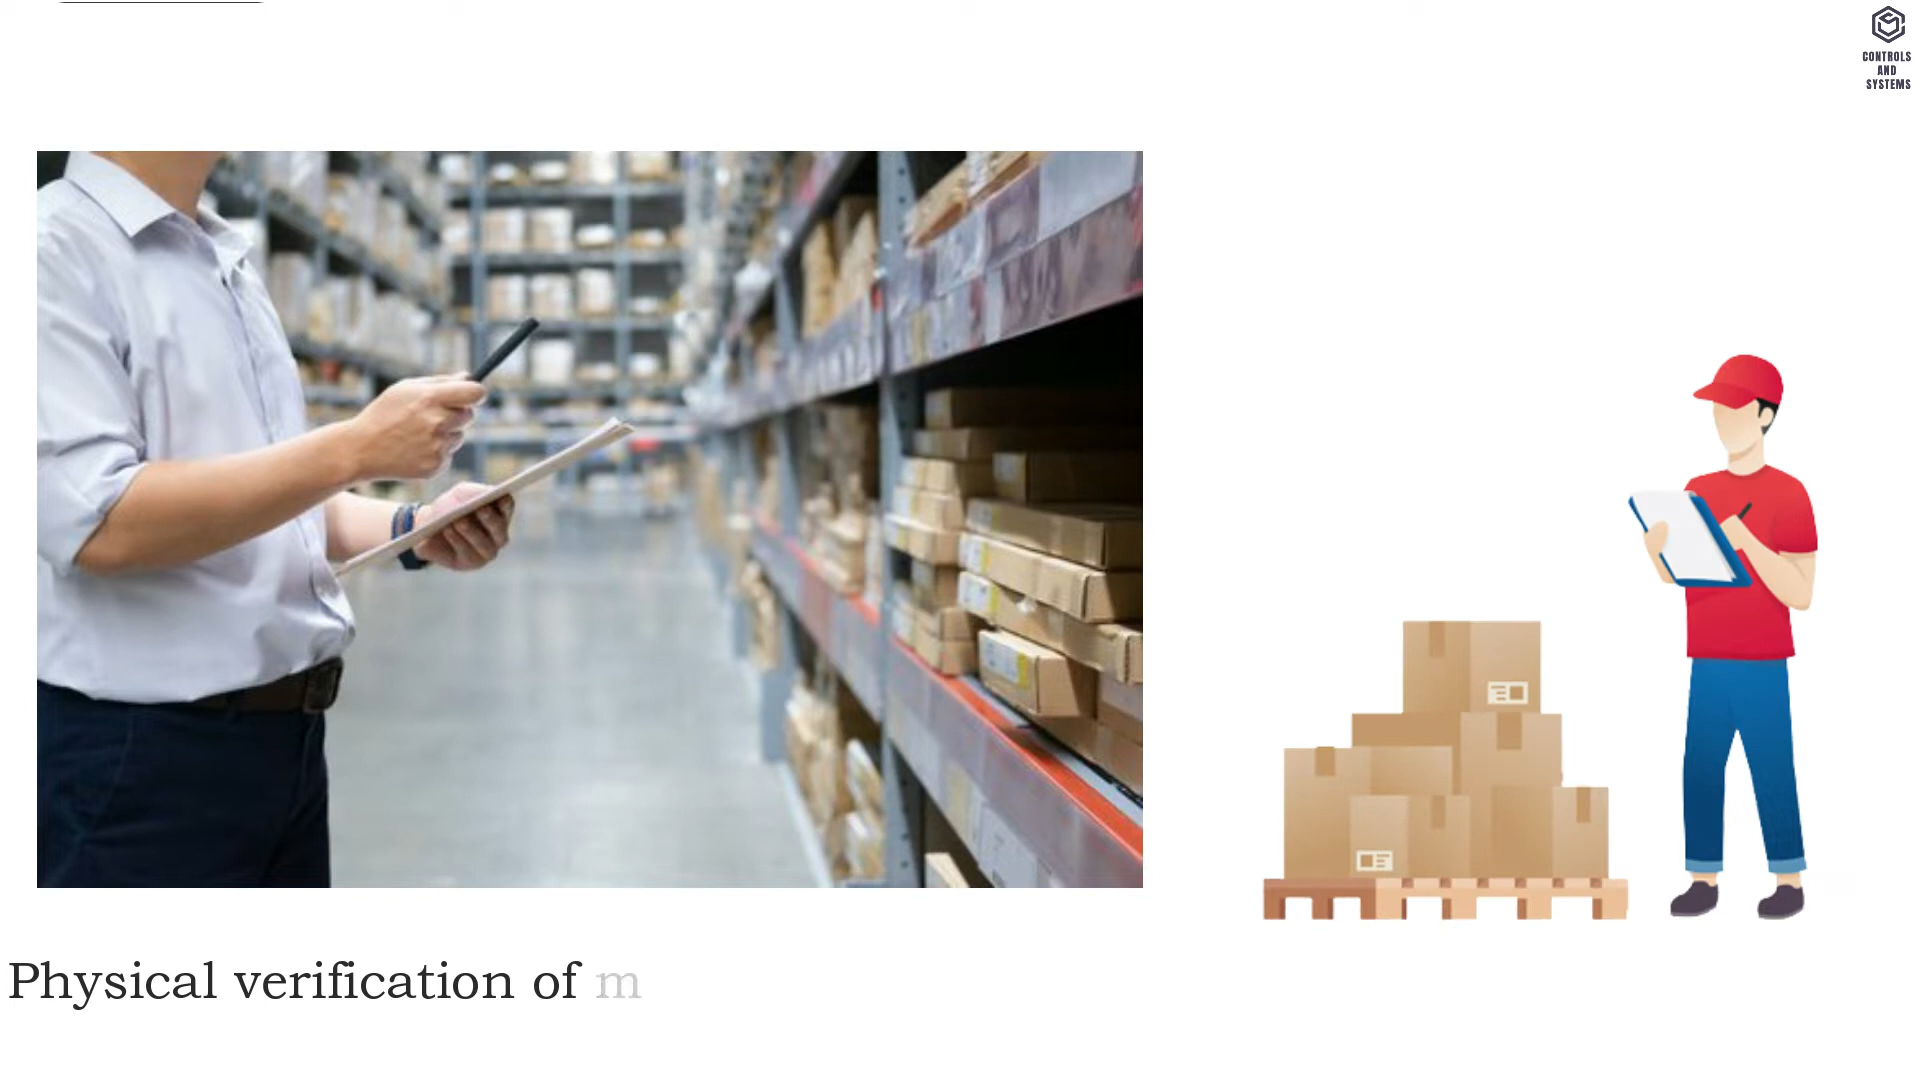 CONTROLS
AND
SYSTEMS
Physical verification of m